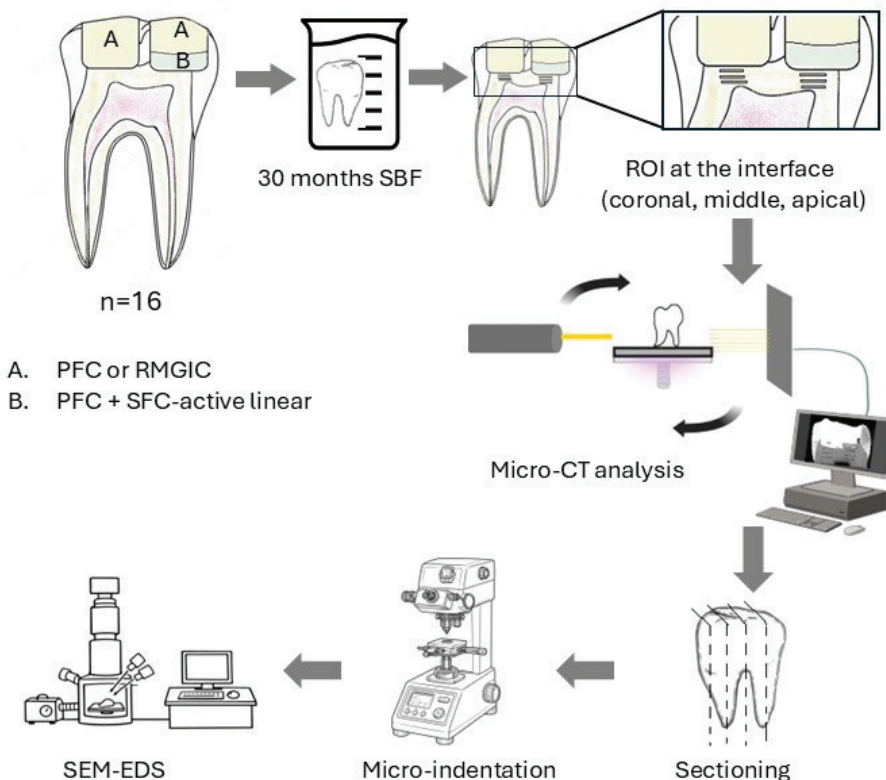 A
A
B
30 months SBF
n=16
ROI at the interface
(coronal, middle, apical)
A. PFC or RMGIC
B. PFC + SFC-active linear
Micro-CT analysis
SEM-EDS
Micro-indentation
Sectioning